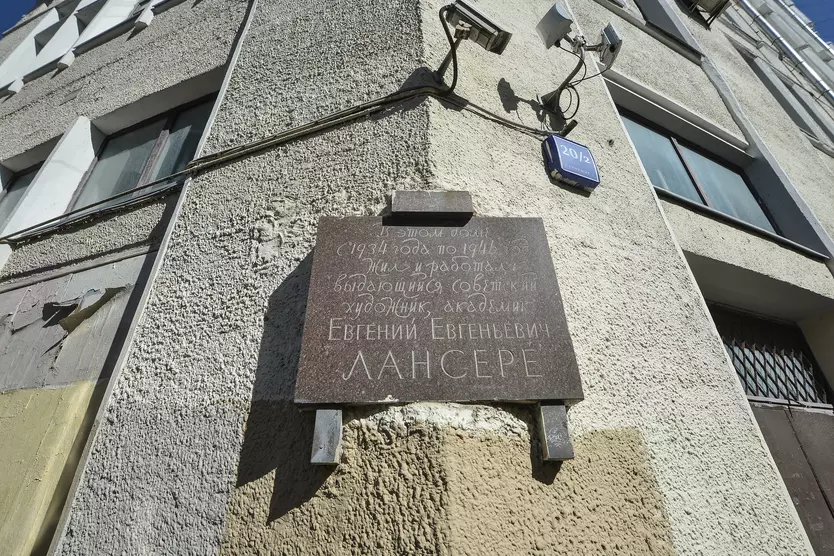 20/2
этом доме
с 1934 года по 1946
жил и работал
выдающийся советский
художник, академик
Евгений Евгеньевич
ЛАНСЕРЕ